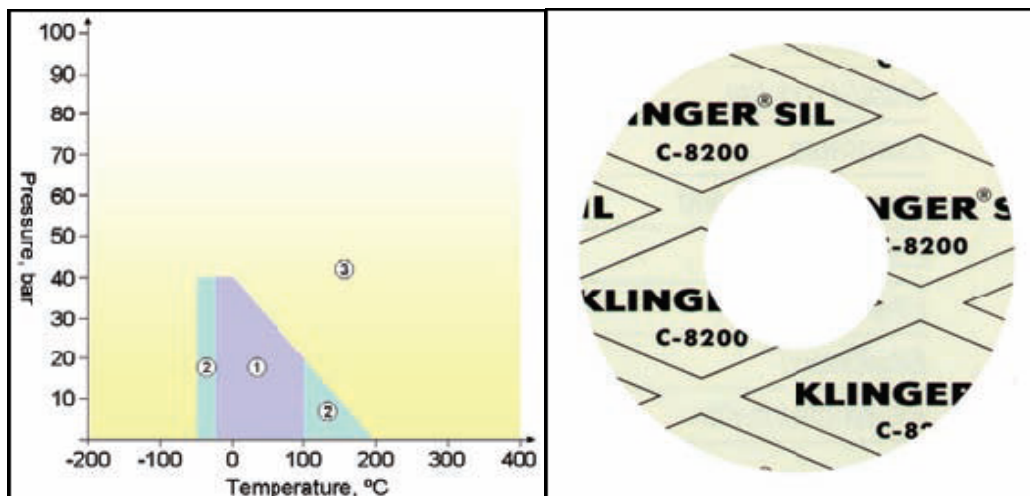 100
90
80
70
60
50
40
30
20
10
Pressure, bar
-200 -100 0 100 200 300 400
Temperature, ºC
③
②
①
②
INGER® SIL
C-8200
IL
NGER® S
-8200
KLING
C-8200
KLINGE
C-8